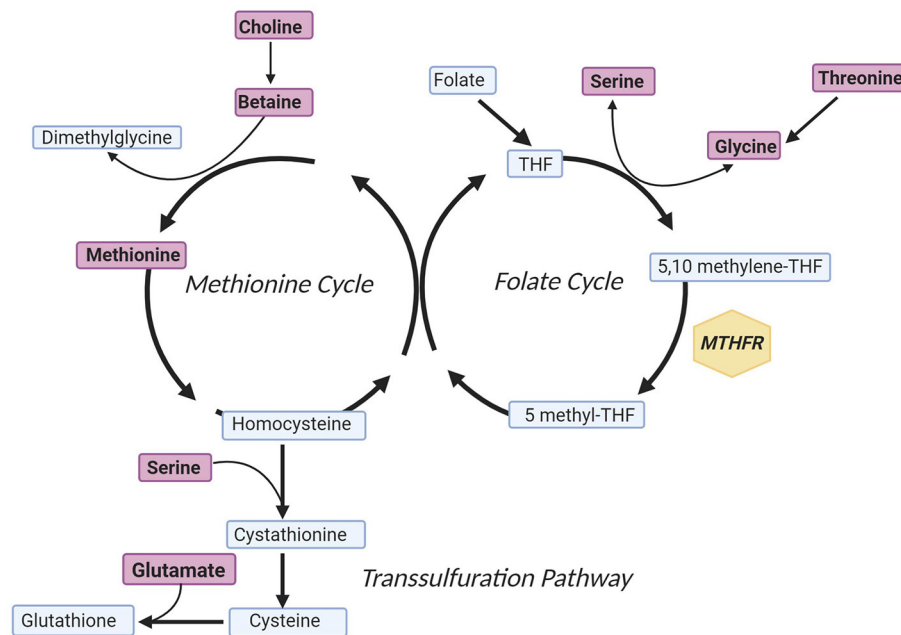 Choline
Folate
Serine
Threonine
Betaine
Dimethylglycine
Glycine
THF
Methionine
Methionine Cycle
Folate Cycle
5,10 methylene-THF
MTHFR
Homocysteine
5 methyl-THF
Serine
Cystathionine
Glutamate
Transsulfuration Pathway
Glutathione
Cysteine